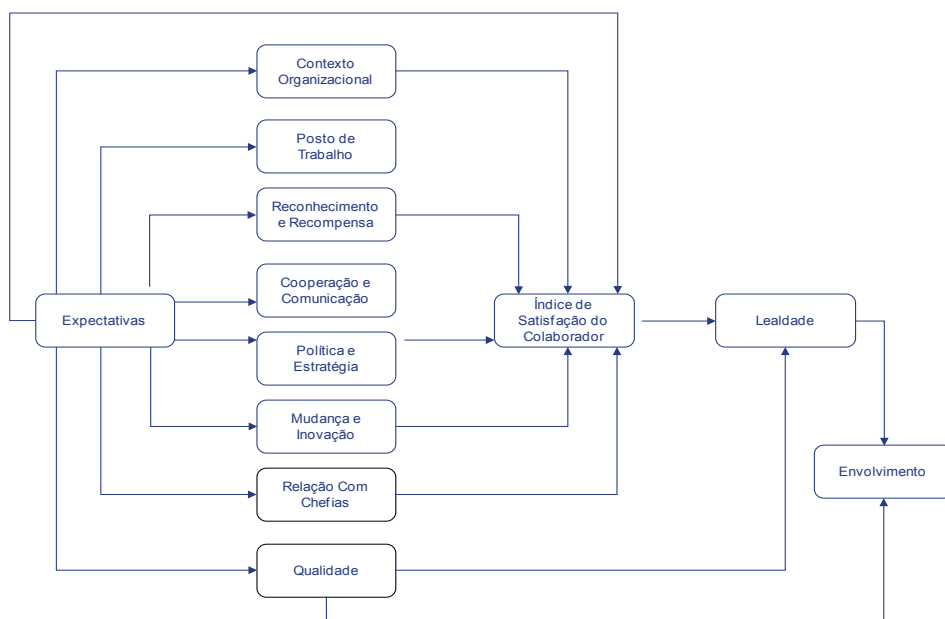 Contexto
Organizacional
Posto de
Trabalho
Reconhecimento
e Recompensa
Cooperação e
Comunicação
Expectativas
Política e
Estratégia
Mudança e
Inovação
Relação Com
Chefias
Qualidade
Índice de
Satisfação do
Colaborador
Lealdade
Envolvimento